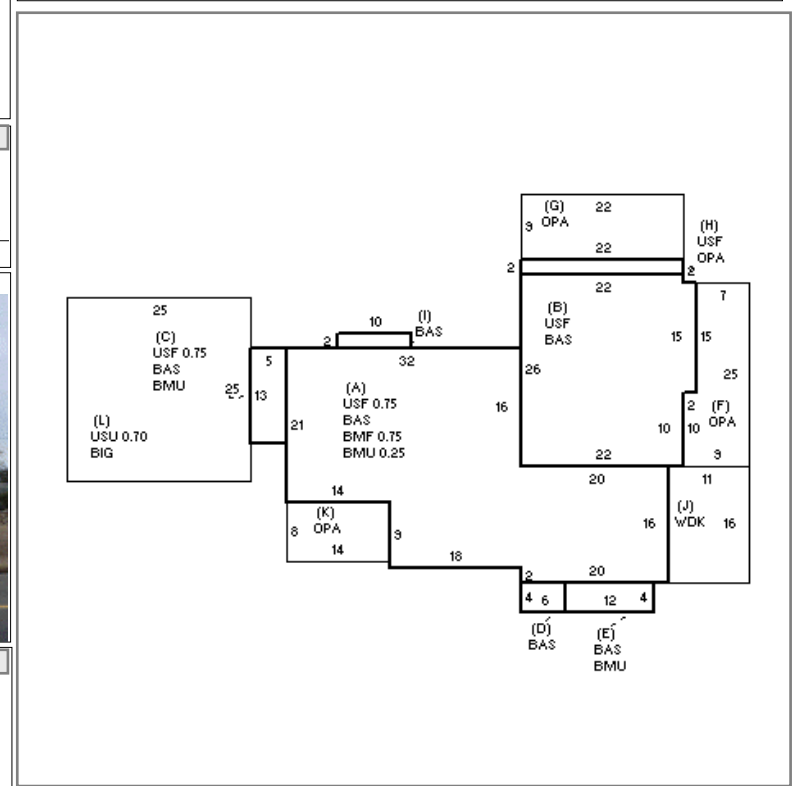 (G)
OPA
22
9
22
(H)
USF
OPA
2
2
22
7
(B)
USF
BAS
15
15
26
25
10
(I)
BAS
2
32
25
(C)
USF 0.75
BAS
BMU
5
25
13
(L)
USU 0.70
BIG
(A)
USF 0.75
BAS
BMF 0.75
BMU 0.25
21
16
2
(F)
OPA
10
10
22
9
20
11
14
(K)
OPA
8
14
9
18
(J)
WDK
16
16
2
20
4
6
12
4
(D)
BAS
(E)
BAS
BMU